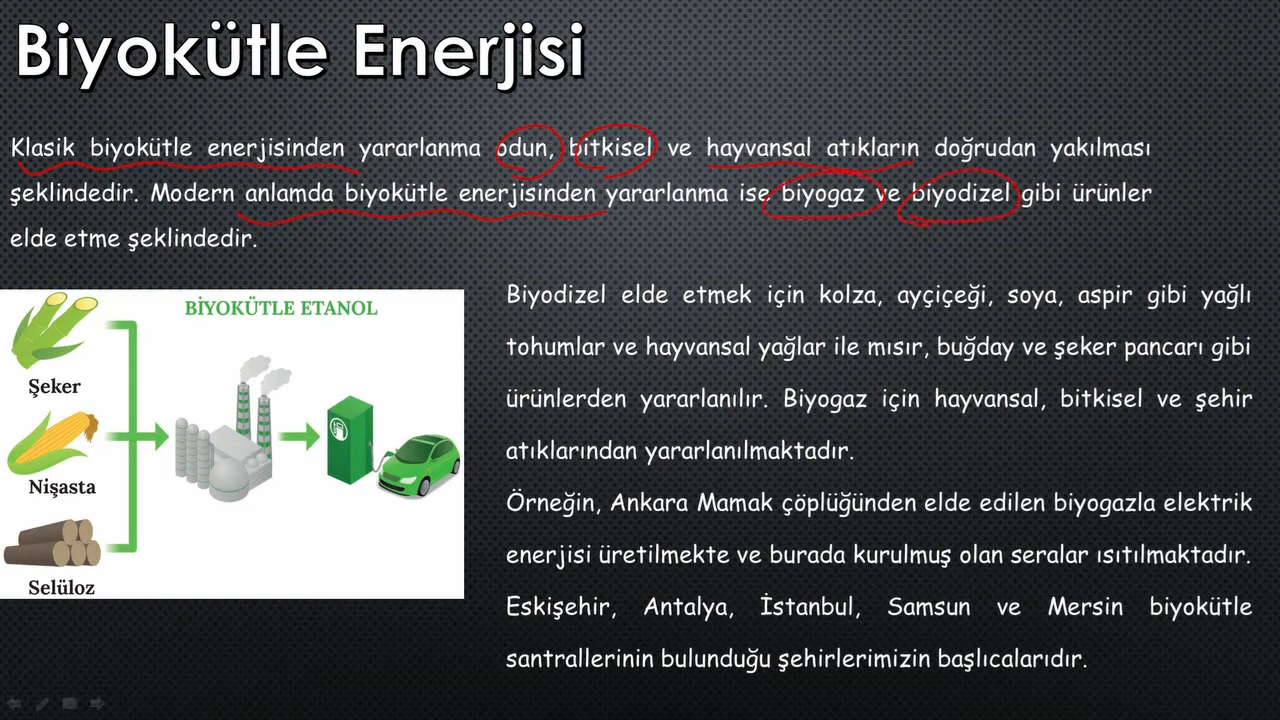 Biyokütle Enerjisi
Klasik biyokütle enerjisinden yararlanma odun, bitkisel ve hayvansal atıkların doğrudan yakılması
şeklindedir. Modern anlamda biyokütle enerjisinden yararlanma ise biyogaz ve biyodizel gibi ürünler
elde etme şeklindedir.
BİYOKÜTLE ETANOL
Şeker
Nişasta
Selüloz
Biyodizel elde etmek için kolza, ayçiçeği, soya, aspir gibi yağlı
tohumlar ve hayvansal yağlar ile mısır, buğday ve şeker pancarı gibi
ürünlerden yararlanılır. Biyogaz için hayvansal, bitkisel ve şehir
atıklarından yararlanılmaktadır.
Örneğin, Ankara Mamak çöplüğünden elde edilen biyogazla elektrik
enerjisi üretilmekte ve burada kurulmuş olan seralar ısıtılmaktadır.
Eskişehir, Antalya, İstanbul, Samsun ve Mersin biyokütle
santrallerinin bulunduğu şehirlerimizin başlıcalarıdır.